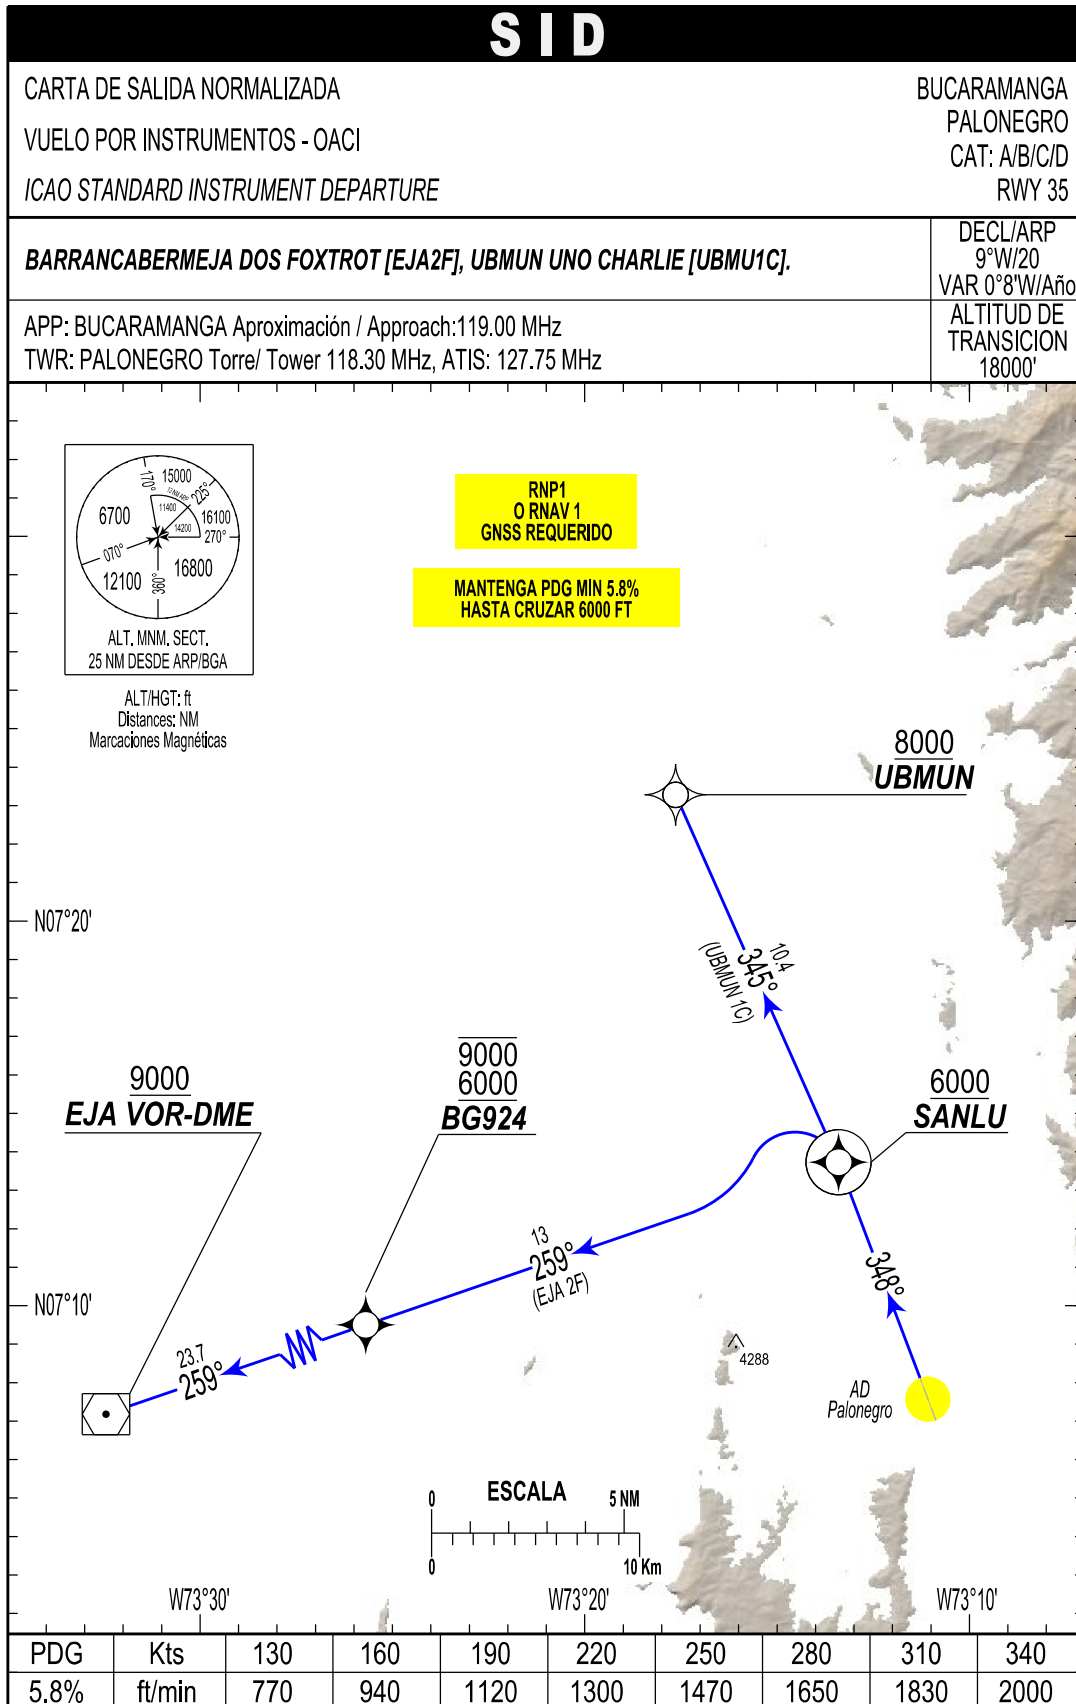 SID
CARTA DE SALIDA NORMALIZADA
VUELO POR INSTRUMENTOS - OACI
ICAO STANDARD INSTRUMENT DEPARTURE
BUCARAMANGA
PALONEGRO
CAT: A/B/C/D
RWY 35
BARRANCABERMEJA DOS FOXTROT [EJA2F], UBMUN UNO CHARLIE [UBMU1C].
DECL/ARP
9°W/20
VAR 0°8'W/Año
APP: BUCARAMANGA Aproximación / Approach:119.00 MHz
TWR: PALONEGRO Torre/ Tower 118.30 MHz, ATIS: 127.75 MHz
ALTITUD DE
TRANSICION
18000'
170°
15000
225°
12 NM ARP
11400
6700
16100
14200
270°
070°
12100
360°
16800
ALT. MNM. SECT.
25 NM DESDE ARP/BGA
ALT/HGT: ft
Distances: NM
Marcaciones Magnéticas
RNP1
O RNAV 1
GNSS REQUERIDO
MANTENGA PDG MIN 5.8%
HASTA CRUZAR 6000 FT
8000
UBMUN
N07°20'
10.4
345°
(UBMUN 1C)
9000
EJA VOR-DME
9000
6000
BG924
6000
SANLU
13
259°
(EJA 2F)
348°
N07°10'
23.7
259°
4288
AD
Palonegro
ESCALA
0
5 NM
0
10 Km
W73°30'
W73°20'
W73°10'
PDG Kts 130 160 190 220 250 280 310 340
5.8% ft/min 770 940 1120 1300 1470 1650 1830 2000